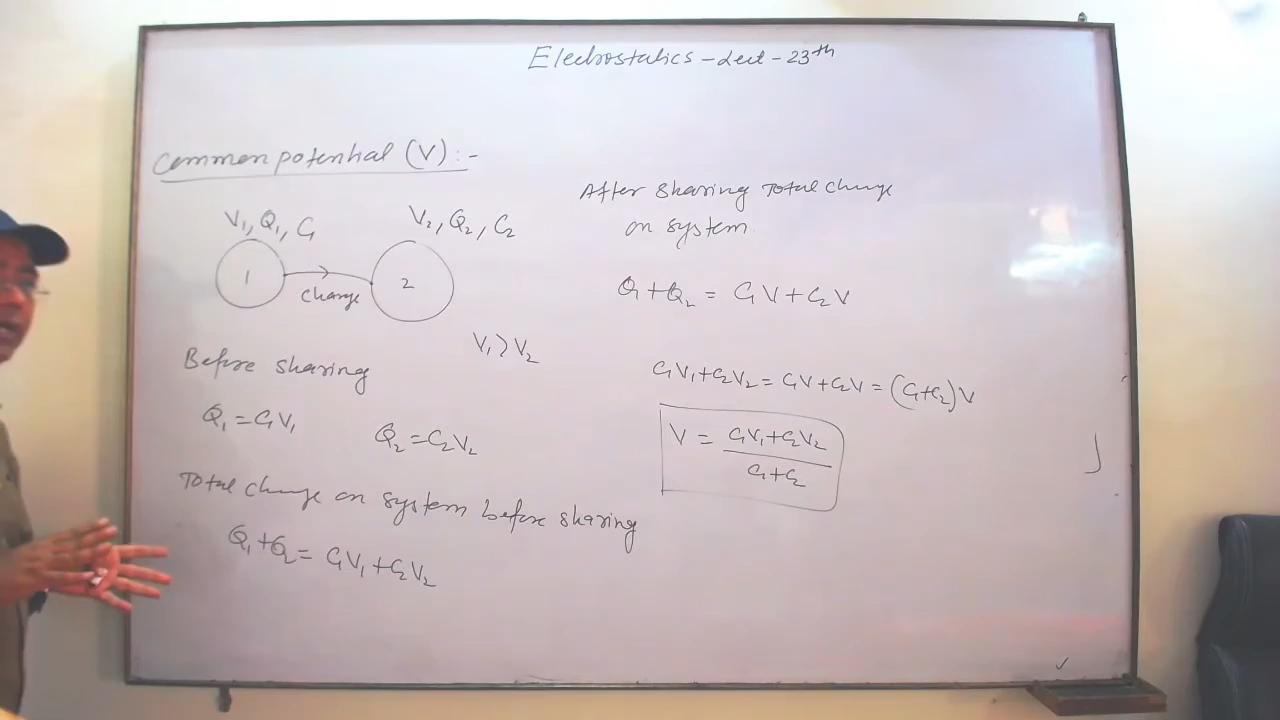 Electrostatics - Lect - 23th
Common potential (V) :-
V₁, Q₁, C₁
V₂, Q₂, C₂
1
2
charge
V₁ > V₂
Before sharing
Q₁ = C₁V₁
Q₂ = C₂V₂
Total charge on system before sharing
Q₁ + Q₂ = C₁V₁ + C₂V₂
After sharing Total charge
on system
Q₁ + Q₂ = C₁V + C₂V
C₁V₁ + C₂V₂ = C₁V + C₂V = (C₁+C₂)V
V = (C₁V₁ + C₂V₂) / (C₁ + C₂)